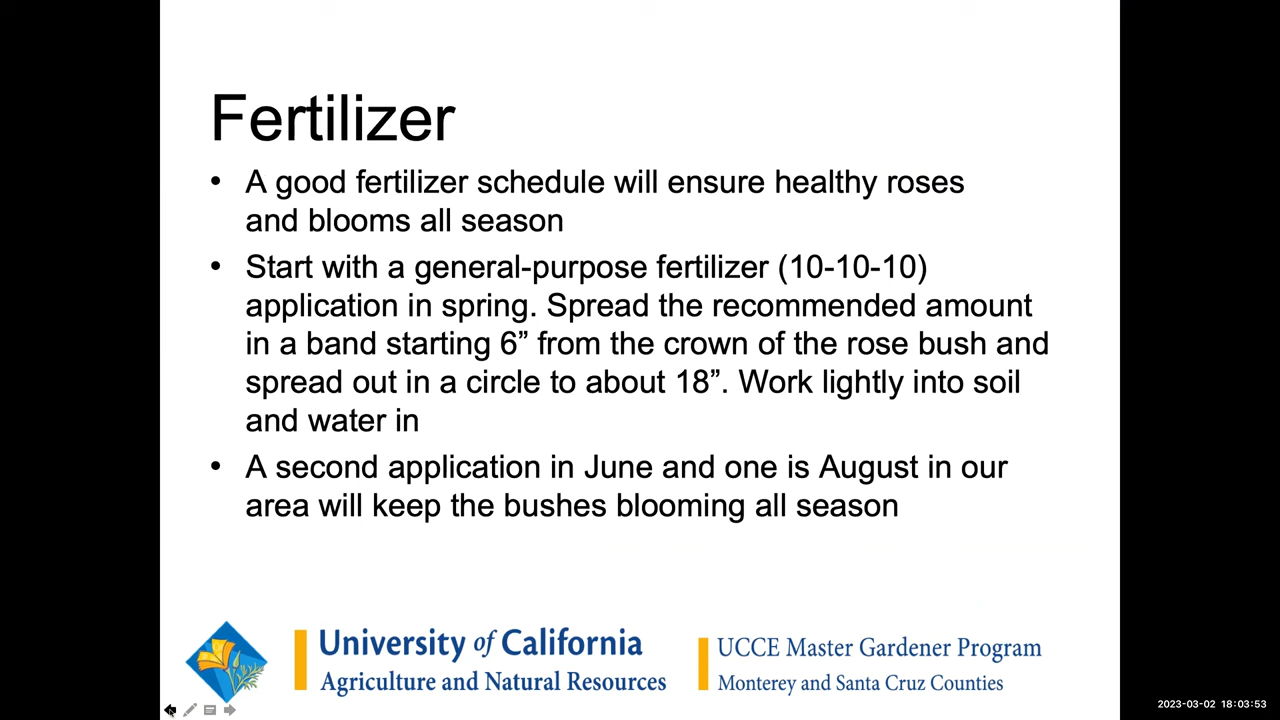 Fertilizer
• A good fertilizer schedule will ensure healthy roses
and blooms all season
• Start with a general-purpose fertilizer (10-10-10)
application in spring. Spread the recommended amount
in a band starting 6” from the crown of the rose bush and
spread out in a circle to about 18”. Work lightly into soil
and water in
• A second application in June and one is August in our
area will keep the bushes blooming all season
University of California
Agriculture and Natural Resources
UCCE Master Gardener Program
Monterey and Santa Cruz Counties
2023-03-02 18:03:53